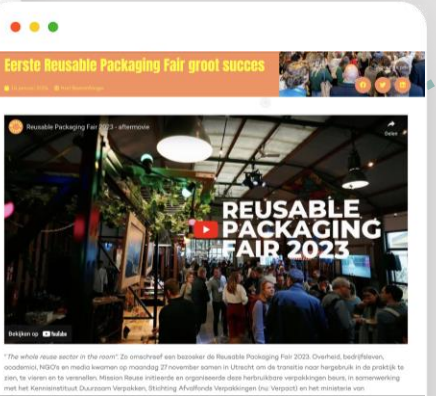 Eerste Reusable Packaging Fair groot succes
Reusable Packaging Fair 2023 - aftermovie
Delen
REUSABLE
PACKAGING
FAIR 2023
Bekijken op YouTube
"The whole reuse sector in the room". Zo omschreef een bezoeker de Reusable Packaging Fair 2023. Overheid, bedrijfsleven,
academici, NGO's en media kwamen op maandag 27 november samen in Utrecht om de transitie naar hergebruik in de praktijk te
zien, te vieren en te versnellen. Mission Reuse initieerde en organiseerde deze herbruikbare verpakkingen beurs, in samenwerking
met het Kennisinstituut Duurzaam Verpakken, Stichting Afvalfonds Verpakkingen (nu Verpact) en het ministerie van